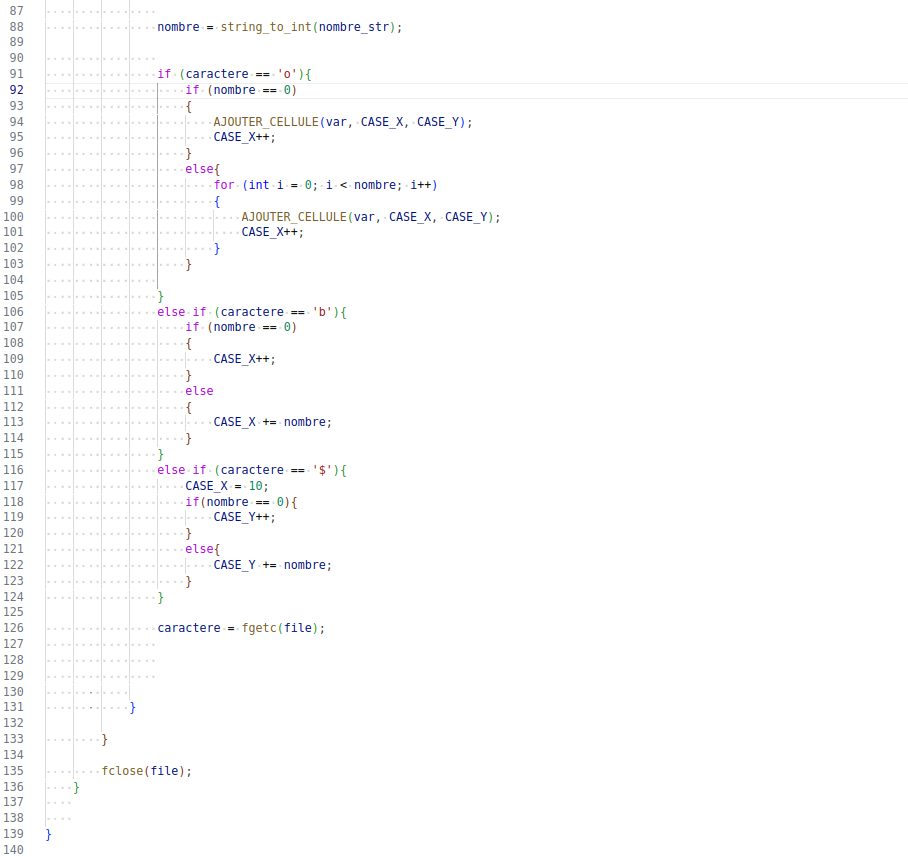 87
88 nombre = string_to_int(nombre_str);
89
90
91 if (caractere == 'o'){
92 if (nombre == 0)
93 {
94 AJOUTER_CELLULE(var, CASE_X, CASE_Y);
95 CASE_X++;
96 }
97 else{
98 for (int i = 0; i < nombre; i++)
99 {
100 AJOUTER_CELLULE(var, CASE_X, CASE_Y);
101 CASE_X++;
102 }
103 }
104
105 }
106 else if (caractere == 'b'){
107 if (nombre == 0)
108 {
109 CASE_X++;
110 }
111 else
112 {
113 CASE_X += nombre;
114 }
115 }
116 else if (caractere == '$'){
117 CASE_X = 10;
118 if(nombre == 0){
119 CASE_Y++;
120 }
121 else{
122 CASE_Y += nombre;
123 }
124 }
125
126 caractere = fgetc(file);
127
128
129
130
131 }
132
133 }
134
135 fclose(file);
136 }
137
138
139 }
140